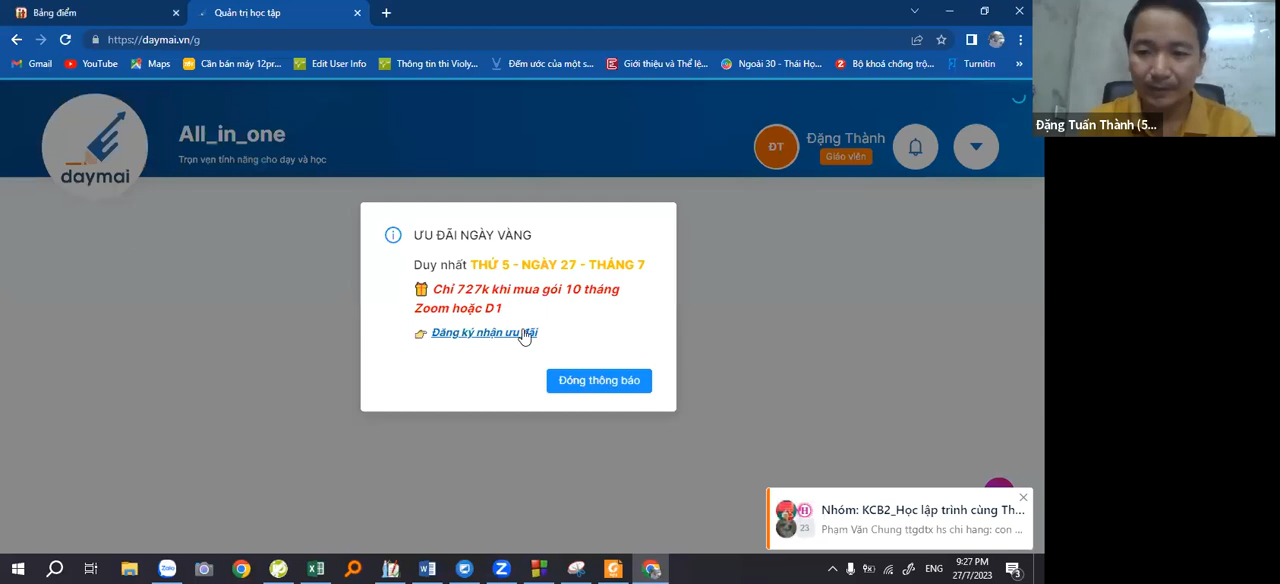 Bảng điểm
Quản trị học tập
https://daymai.vn/g
Gmail
YouTube
Maps
Căn bán máy 12pr...
Edit User Info
Thông tin thi Violy...
Đếm ước của một s...
Giới thiệu và Thể lệ...
Ngoài 30 - Thái Họ...
Bộ khoá chống trộ...
Turnitin
»
Đặng Tuấn Thành (5...
daymai
All_in_one
Trọn vẹn tính năng cho dạy và học
ĐT
Đặng Thành
Giáo viên
ƯU ĐÃI NGÀY VÀNG
Duy nhất THỨ 5 - NGÀY 27 - THÁNG 7
Chỉ 727k khi mua gói 10 tháng
Zoom hoặc D1
Đăng ký nhận ưu đãi
Đóng thông báo
Nhóm: KCB2_Học lập trình cùng Th...
23
Phạm Văn Chung ttgdtx hs chi hang: con ...
Zalo
ENG
9:27 PM
27/7/2023
3